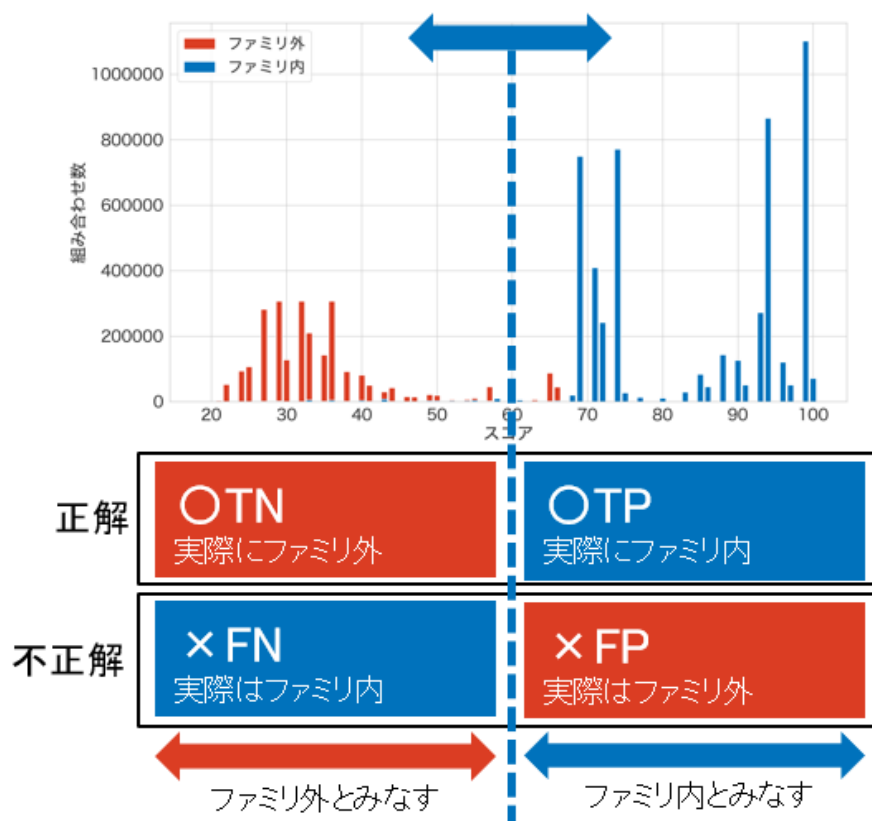 ファミリ外
ファミリ内
1000000
800000
600000
400000
200000
0
組み合わせ数
20 30 40 50 60 70 80 90 100
スコア
正解
○TN
実際にファミリ外
○TP
実際にファミリ内
不正解
×FN
実際はファミリ内
×FP
実際はファミリ外
ファミリ外とみなす
ファミリ内とみなす